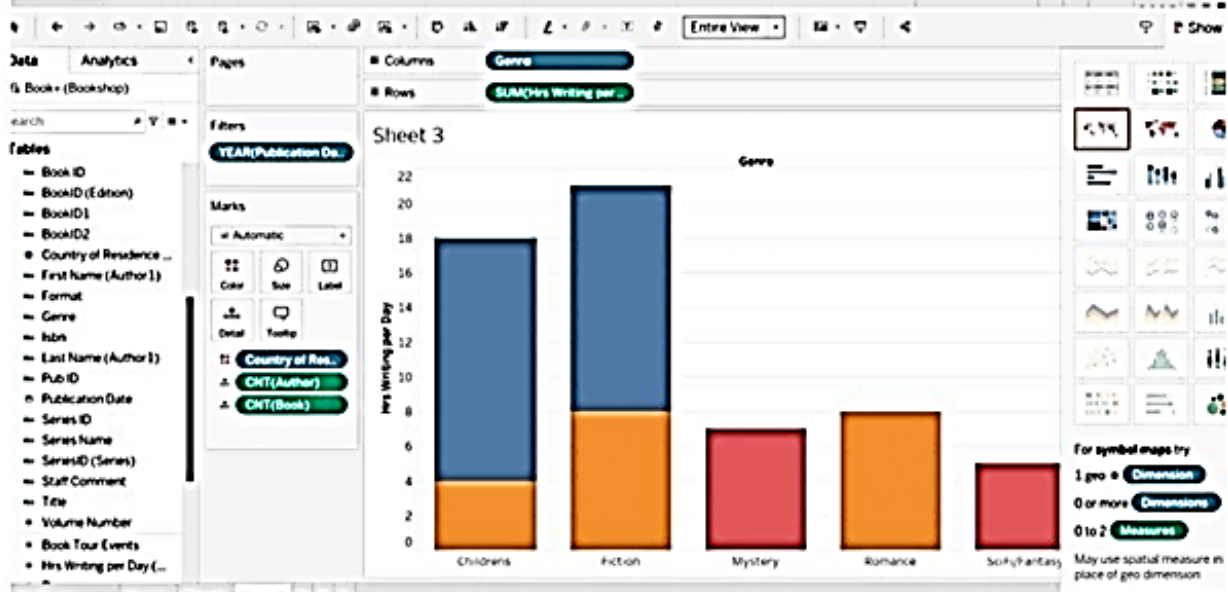 Entire View
Show
Data
Analytics
Pages
Columns
Genre
Book+ (Bookshop)
Rows
SUM(Hrs Writing per ..
earch
Filters
Sheet 3
Tables
YEAR(Publication Da..
Genre
Book ID
BookID (Edition)
BookID1
BookID2
Country of Residence ...
First Name (Author1)
Format
Genre
Isbn
Last Name (Author1)
Pub ID
Publication Date
Series ID
Series Name
SeriesID (Series)
Staff Comment
Title
Volume Number
Book Tour Events
Hrs Writing per Day (...
Marks
Automatic
Color
Size
Label
Detail
Tooltip
Country of Res..
CNT(Author)
CNT(Book)
Hrs Writing per Day
22
20
18
16
14
12
10
8
6
4
2
0
Childrens
Fiction
Mystery
Romance
SciFi/Fantasy
For symbol maps try
1 geo Dimension
0 or more Dimensions
0 to 2 Measures
May use spatial measure in
place of geo dimension